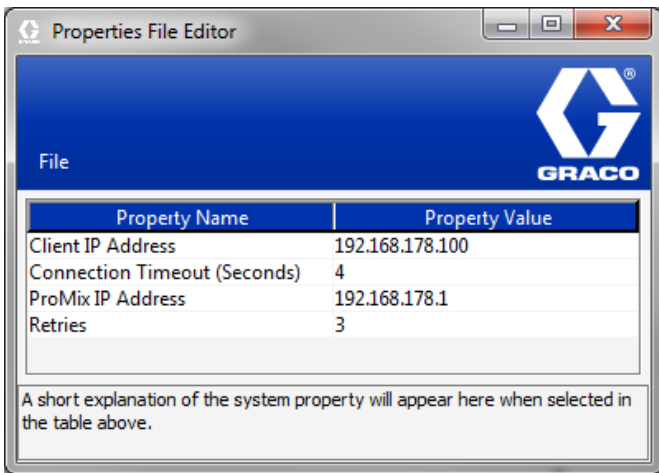 Properties File Editor
GRACO
File
Property Name Property Value
Client IP Address 192.168.178.100
Connection Timeout (Seconds) 4
ProMix IP Address 192.168.178.1
Retries 3
A short explanation of the system property will appear here when selected in
the table above.